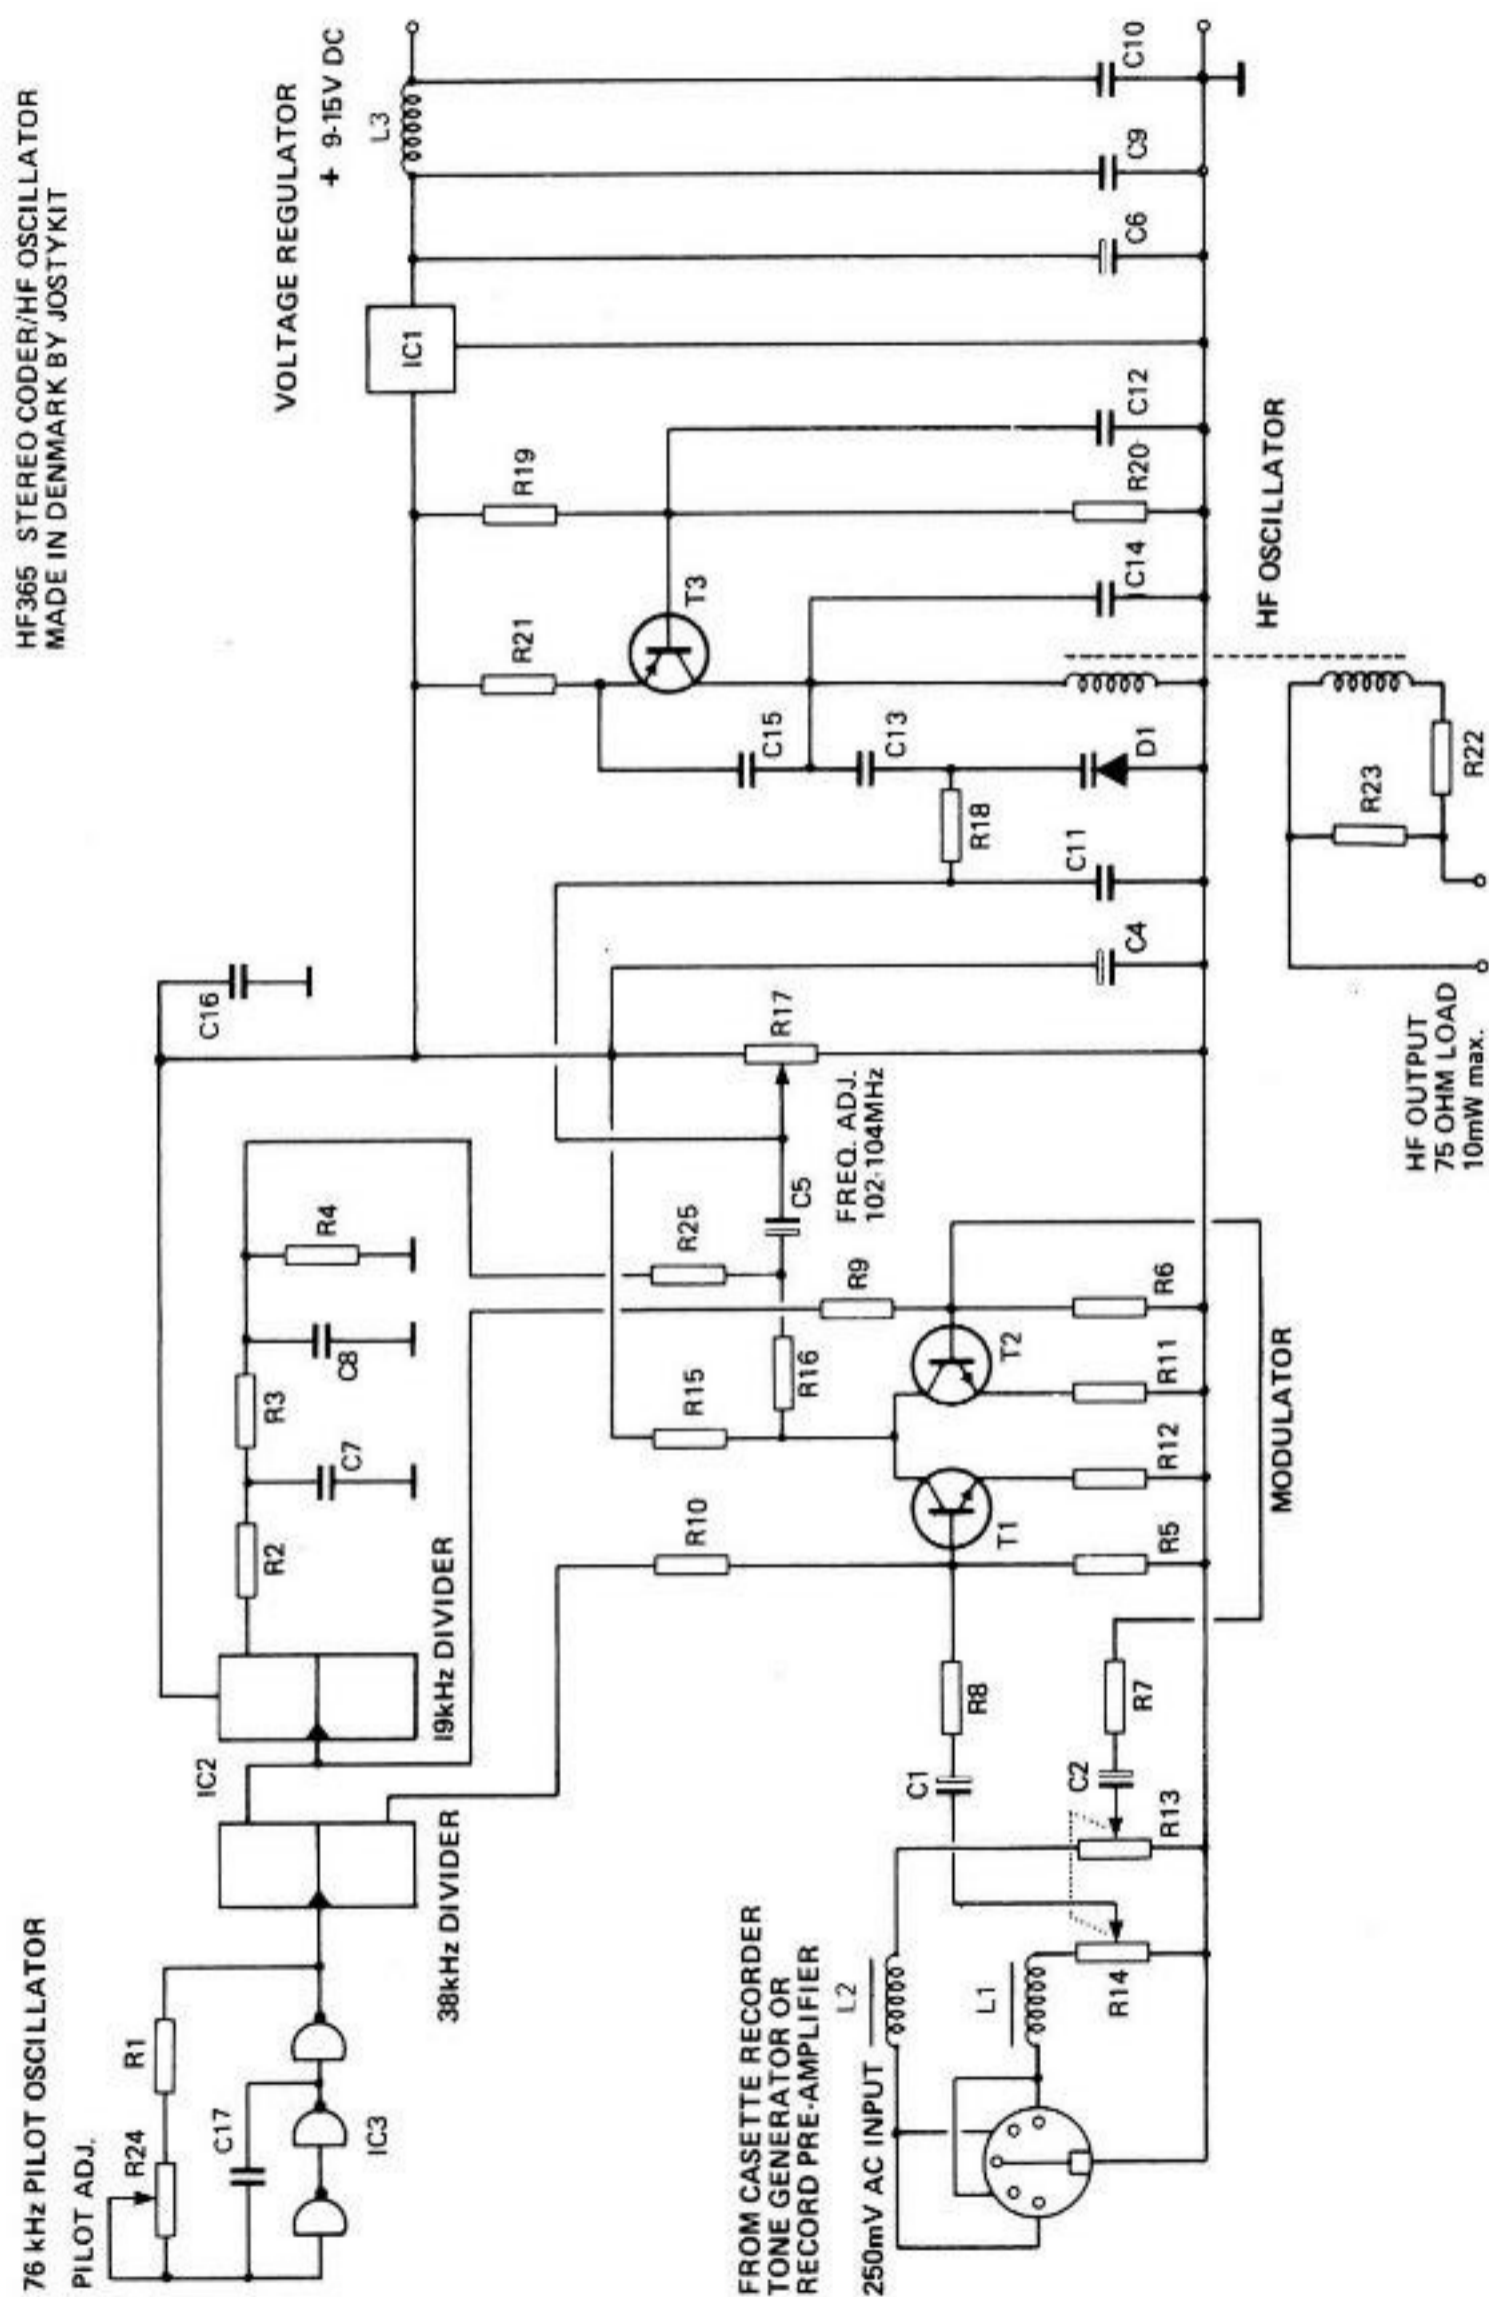 HF365 STEREO CODER/HF OSCILLATOR
MADE IN DENMARK BY JOSTYKIT
76 kHz PILOT OSCILLATOR
PILOT ADJ.
R24
R1
C17
IC3
38kHz DIVIDER
IC2
19kHz DIVIDER
R2
C7
R3
C8
R4
C16
VOLTAGE REGULATOR
+ 9-15V DC
L3
IC1
R21
R19
T3
C15
C13
R18
D1
C11
C4
C14
R20
C12
C6
C9
C10
R10
R15
R16
R25
C5
R17
FREQ. ADJ.
102-104MHz
R9
T1
T2
R5
R12
R11
R6
MODULATOR
FROM CASETTE RECORDER
TONE GENERATOR OR
RECORD PRE-AMPLIFIER
250mV AC INPUT
L2
L1
C1
R8
C2
R7
R14
R13
HF OSCILLATOR
R23
R22
HF OUTPUT
75 OHM LOAD
10mW max.